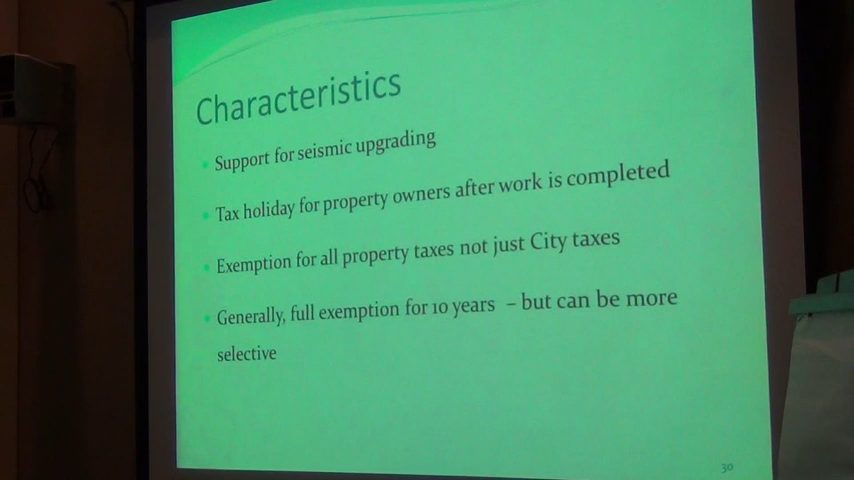 Characteristics
• Support for seismic upgrading
• Tax holiday for property owners after work is completed
• Exemption for all property taxes not just City taxes
• Generally, full exemption for 10 years – but can be more
selective
30